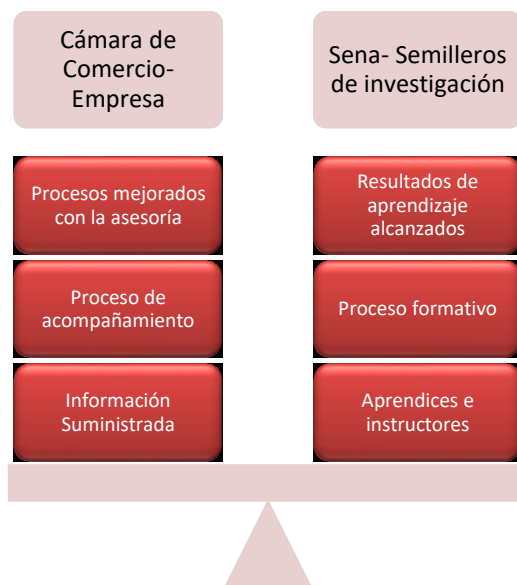 Cámara de
Comercio-
Empresa
Sena- Semilleros
de investigación
Procesos mejorados
con la asesoría
Resultados de
aprendizaje
alcanzados
Proceso de
acompañamiento
Proceso formativo
Información
Suministrada
Aprendices e
instructores